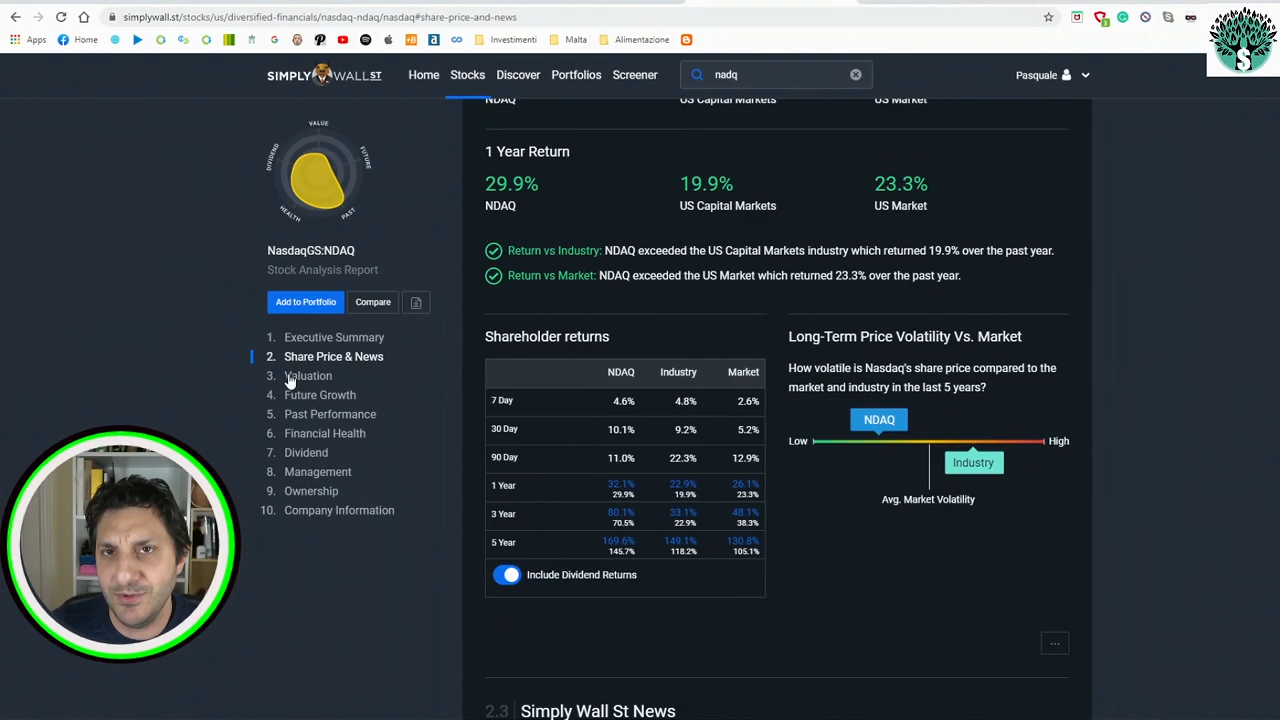 simplywall.st/stocks/us/diversified-financials/nasdaq-ndaq/nasdaq#share-price-and-news
Apps
Home
Investimenti
Malta
Alimentazione
SIMPLY WALL ST
Home
Stocks
Discover
Portfolios
Screener
nadq
Pasquale
VALUE
FUTURE
PAST
HEALTH
DIVIDEND
NasdaqGS:NDAQ
Stock Analysis Report
Add to Portfolio
Compare
1. Executive Summary
2. Share Price & News
3. Valuation
4. Future Growth
5. Past Performance
6. Financial Health
7. Dividend
8. Management
9. Ownership
10. Company Information
NDAQ US Capital Markets US Market
1 Year Return
29.9% 19.9% 23.3%
NDAQ US Capital Markets US Market
Return vs Industry: NDAQ exceeded the US Capital Markets industry which returned 19.9% over the past year.
Return vs Market: NDAQ exceeded the US Market which returned 23.3% over the past year.
Shareholder returns
NDAQ Industry Market
7 Day 4.6% 4.8% 2.6%
30 Day 10.1% 9.2% 5.2%
90 Day 11.0% 22.3% 12.9%
1 Year 32.1% 22.9% 26.1%
29.9% 19.9% 23.3%
3 Year 80.1% 33.1% 48.1%
70.5% 22.9% 38.3%
5 Year 169.6% 149.1% 130.8%
145.7% 118.2% 105.1%
Include Dividend Returns
Long-Term Price Volatility Vs. Market
How volatile is Nasdaq's share price compared to the
market and industry in the last 5 years?
NDAQ
Low High
Industry
Avg. Market Volatility
...
2.3 Simply Wall St News